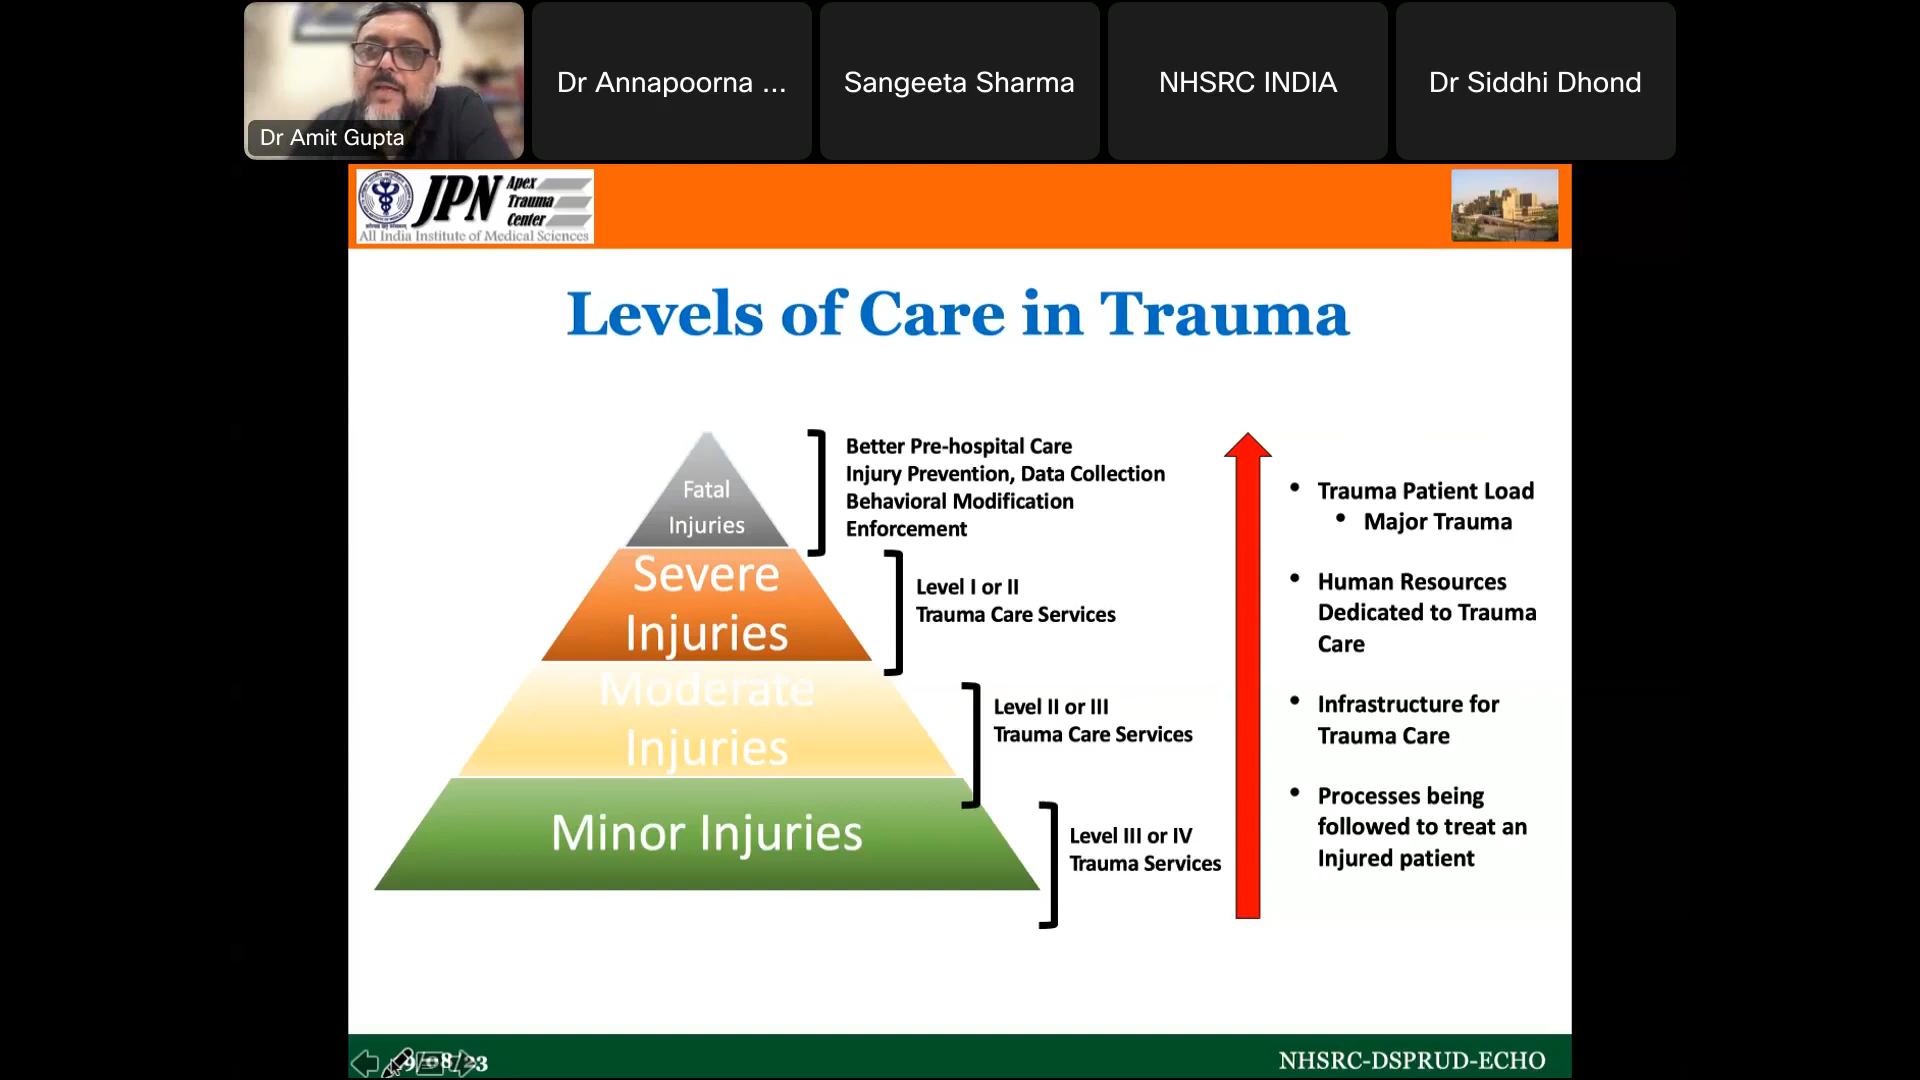 Dr Amit Gupta
Dr Annapoorna ...
Sangeeta Sharma
NHSRC INDIA
Dr Siddhi Dhond
JPN Apex
Trauma
Center
All India Institute of Medical Sciences
Levels of Care in Trauma
Fatal
Injuries
Severe
Injuries
Moderate
Injuries
Minor Injuries
Better Pre-hospital Care
Injury Prevention, Data Collection
Behavioral Modification
Enforcement
Level I or II
Trauma Care Services
Level II or III
Trauma Care Services
Level III or IV
Trauma Services
• Trauma Patient Load
• Major Trauma
• Human Resources
Dedicated to Trauma
Care
• Infrastructure for
Trauma Care
• Processes being
followed to treat an
Injured patient
NHSRC-DSPRUD-ECHO